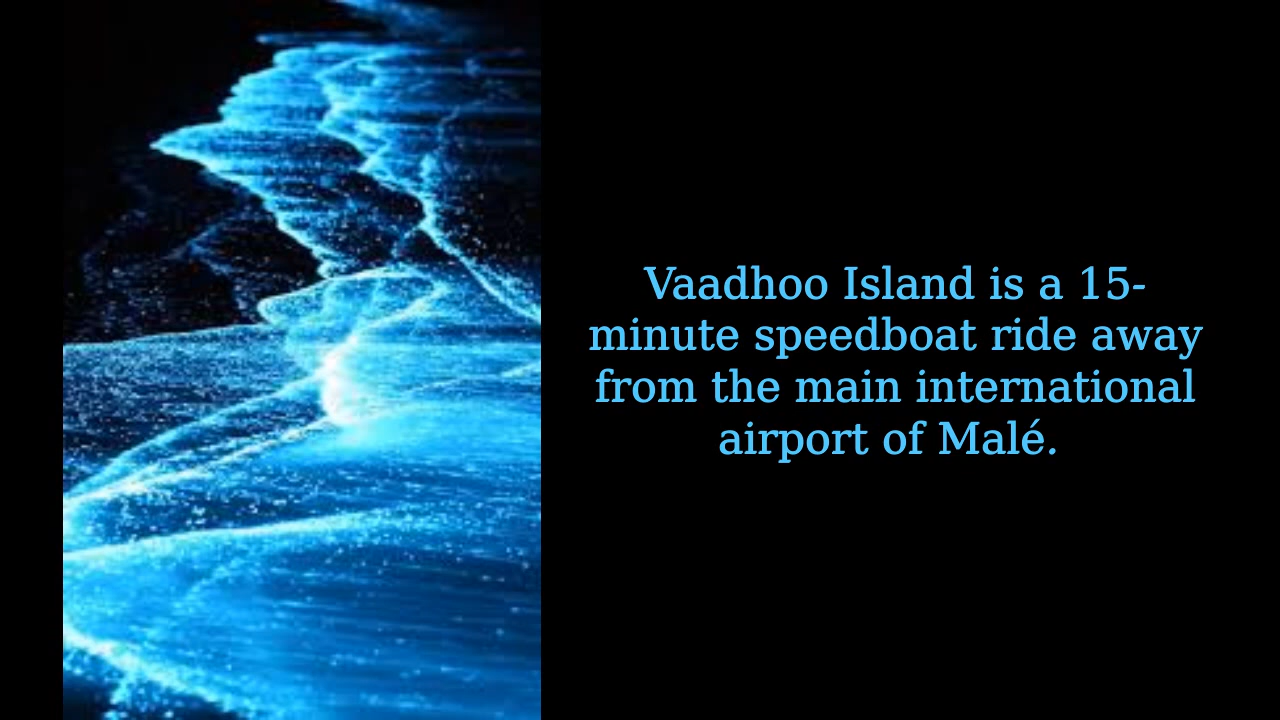 Vaadhoo Island is a 15-
minute speedboat ride away
from the main international
airport of Malé.